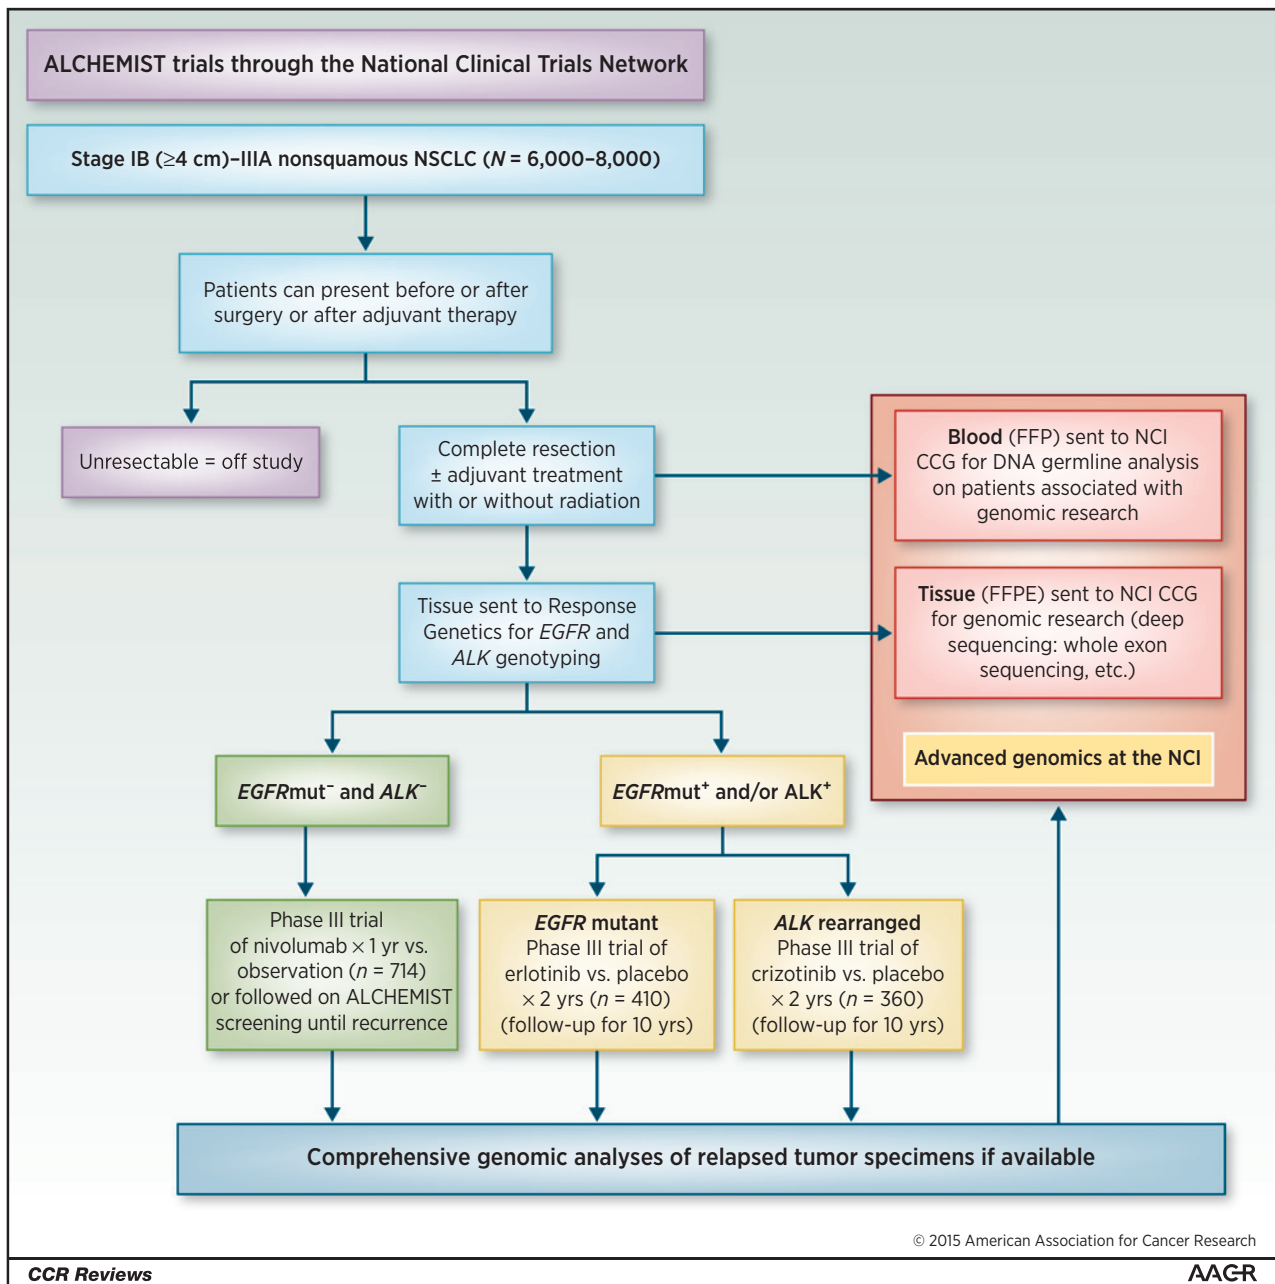 ALCHEMIST trials through the National Clinical Trials Network
Stage IB (≥4 cm)–IIIA nonsquamous NSCLC (N = 6,000–8,000)
Patients can present before or after
surgery or after adjuvant therapy
Unresectable = off study
Complete resection
± adjuvant treatment
with or without radiation
Blood (FFP) sent to NCI
CCG for DNA germline analysis
on patients associated with
genomic research
Tissue sent to Response
Genetics for EGFR and
ALK genotyping
Tissue (FFPE) sent to NCI CCG
for genomic research (deep
sequencing: whole exon
sequencing, etc.)
Advanced genomics at the NCI
EGFRmut⁻ and ALK⁻
EGFRmut⁺ and/or ALK⁺
Phase III trial
of nivolumab × 1 yr vs.
observation (n = 714)
or followed on ALCHEMIST
screening until recurrence
EGFR mutant
Phase III trial of
erlotinib vs. placebo
× 2 yrs (n = 410)
(follow-up for 10 yrs)
ALK rearranged
Phase III trial of
crizotinib vs. placebo
× 2 yrs (n = 360)
(follow-up for 10 yrs)
Comprehensive genomic analyses of relapsed tumor specimens if available
© 2015 American Association for Cancer Research
CCR Reviews
AACR